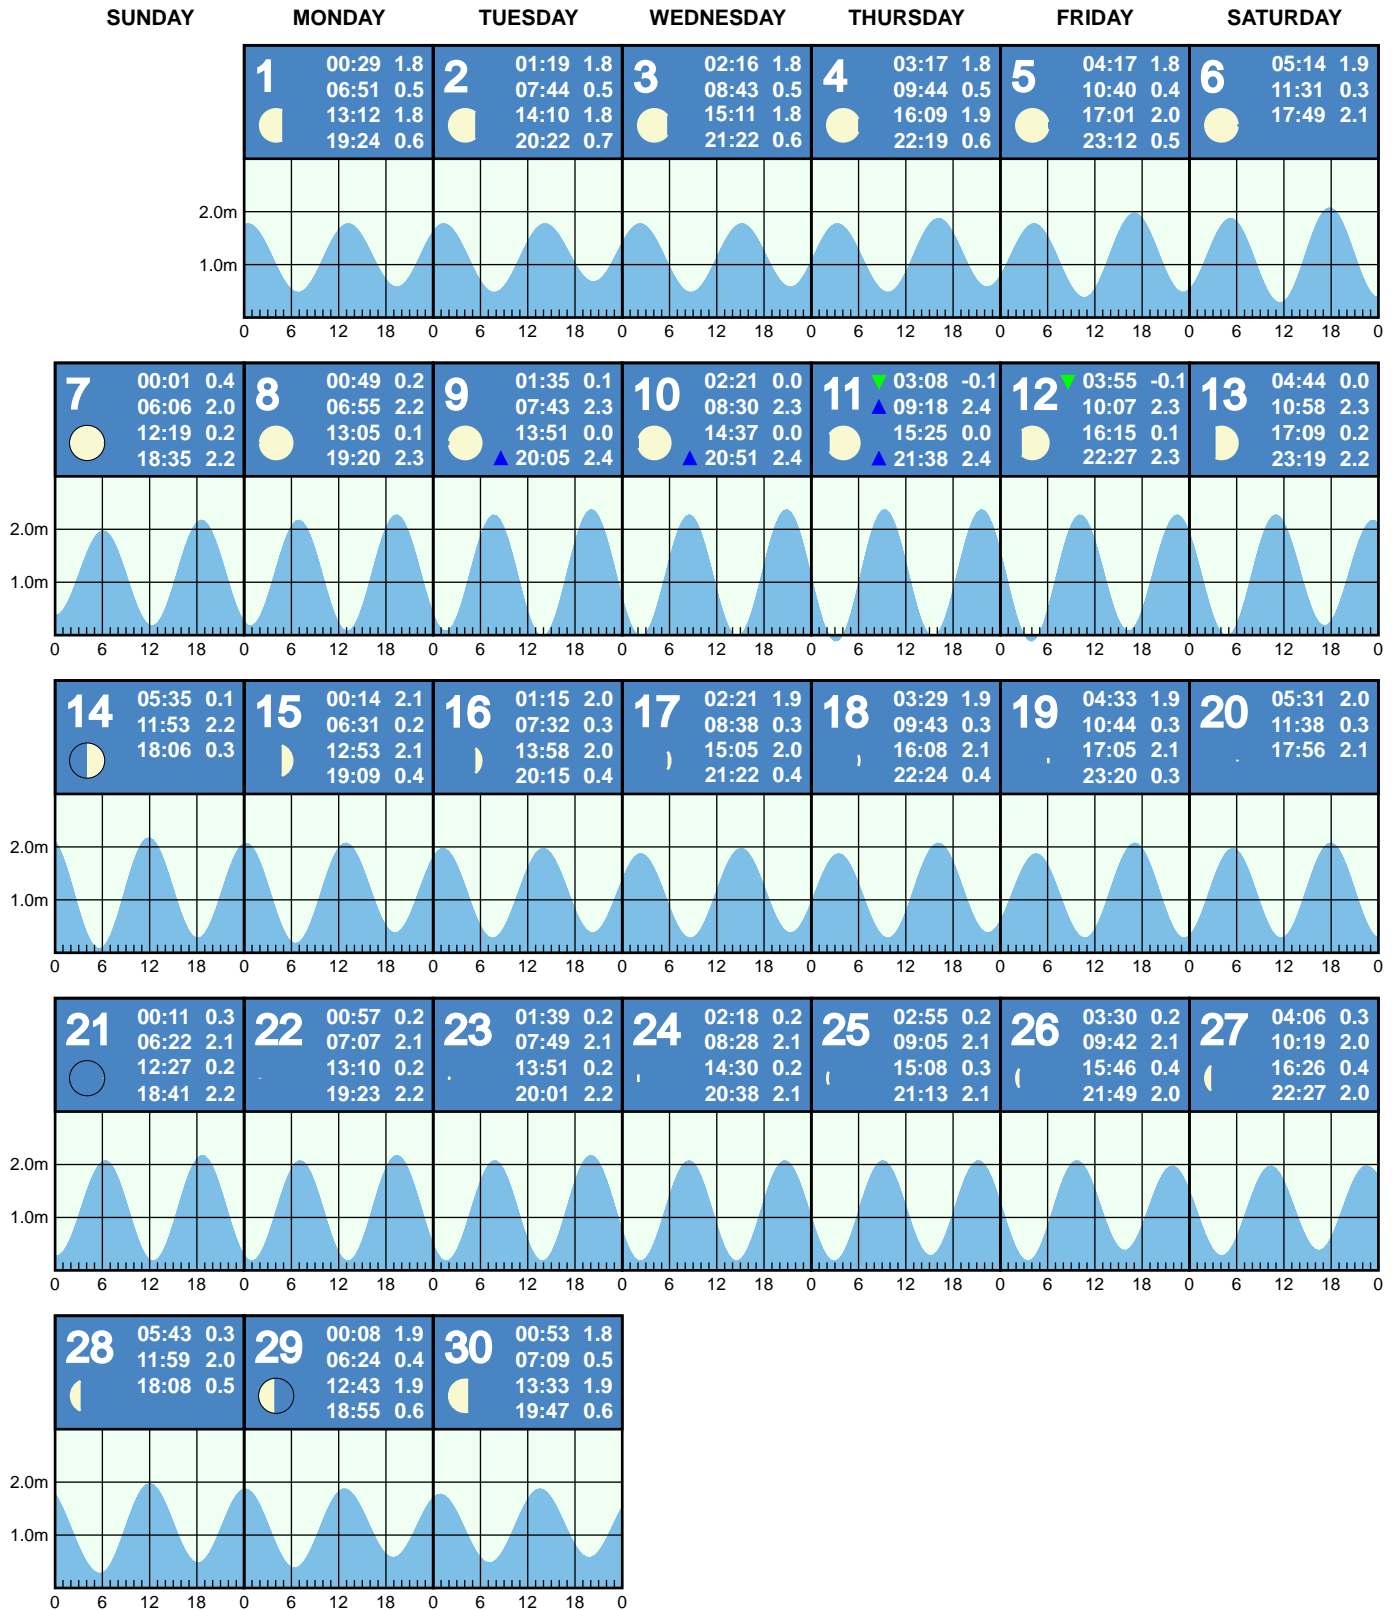 SUNDAY MONDAY TUESDAY WEDNESDAY THURSDAY FRIDAY SATURDAY
1 00:29 1.8
06:51 0.5
13:12 1.8
19:24 0.6
2 01:19 1.8
07:44 0.5
14:10 1.8
20:22 0.7
3 02:16 1.8
08:43 0.5
15:11 1.8
21:22 0.6
4 03:17 1.8
09:44 0.5
16:09 1.9
22:19 0.6
5 04:17 1.8
10:40 0.4
17:01 2.0
23:12 0.5
6 05:14 1.9
11:31 0.3
17:49 2.1
2.0m
1.0m
0 6 12 18 0 6 12 18 0 6 12 18 0 6 12 18 0 6 12 18 0 6 12 18 0
7 00:01 0.4
06:06 2.0
12:19 0.2
18:35 2.2
8 00:49 0.2
06:55 2.2
13:05 0.1
19:20 2.3
9 01:35 0.1
07:43 2.3
13:51 0.0
20:05 2.4
10 02:21 0.0
08:30 2.3
14:37 0.0
20:51 2.4
11 03:08 -0.1
09:18 2.4
15:25 0.0
21:38 2.4
12 03:55 -0.1
10:07 2.3
16:15 0.1
22:27 2.3
13 04:44 0.0
10:58 2.3
17:09 0.2
23:19 2.2
2.0m
1.0m
0 6 12 18 0 6 12 18 0 6 12 18 0 6 12 18 0 6 12 18 0 6 12 18 0 6 12 18 0
14 05:35 0.1
11:53 2.2
18:06 0.3
15 00:14 2.1
06:31 0.2
12:53 2.1
19:09 0.4
16 01:15 2.0
07:32 0.3
13:58 2.0
20:15 0.4
17 02:21 1.9
08:38 0.3
15:05 2.0
21:22 0.4
18 03:29 1.9
09:43 0.3
16:08 2.1
22:24 0.4
19 04:33 1.9
10:44 0.3
17:05 2.1
23:20 0.3
20 05:31 2.0
11:38 0.3
17:56 2.1
2.0m
1.0m
0 6 12 18 0 6 12 18 0 6 12 18 0 6 12 18 0 6 12 18 0 6 12 18 0 6 12 18 0
21 00:11 0.3
06:22 2.1
12:27 0.2
18:41 2.2
22 00:57 0.2
07:07 2.1
13:10 0.2
19:23 2.2
23 01:39 0.2
07:49 2.1
13:51 0.2
20:01 2.2
24 02:18 0.2
08:28 2.1
14:30 0.2
20:38 2.1
25 02:55 0.2
09:05 2.1
15:08 0.3
21:13 2.1
26 03:30 0.2
09:42 2.1
15:46 0.4
21:49 2.0
27 04:06 0.3
10:19 2.0
16:26 0.4
22:27 2.0
2.0m
1.0m
0 6 12 18 0 6 12 18 0 6 12 18 0 6 12 18 0 6 12 18 0 6 12 18 0 6 12 18 0
28 05:43 0.3
11:59 2.0
18:08 0.5
29 00:08 1.9
06:24 0.4
12:43 1.9
18:55 0.6
30 00:53 1.8
07:09 0.5
13:33 1.9
19:47 0.6
2.0m
1.0m
0 6 12 18 0 6 12 18 0 6 12 18 0